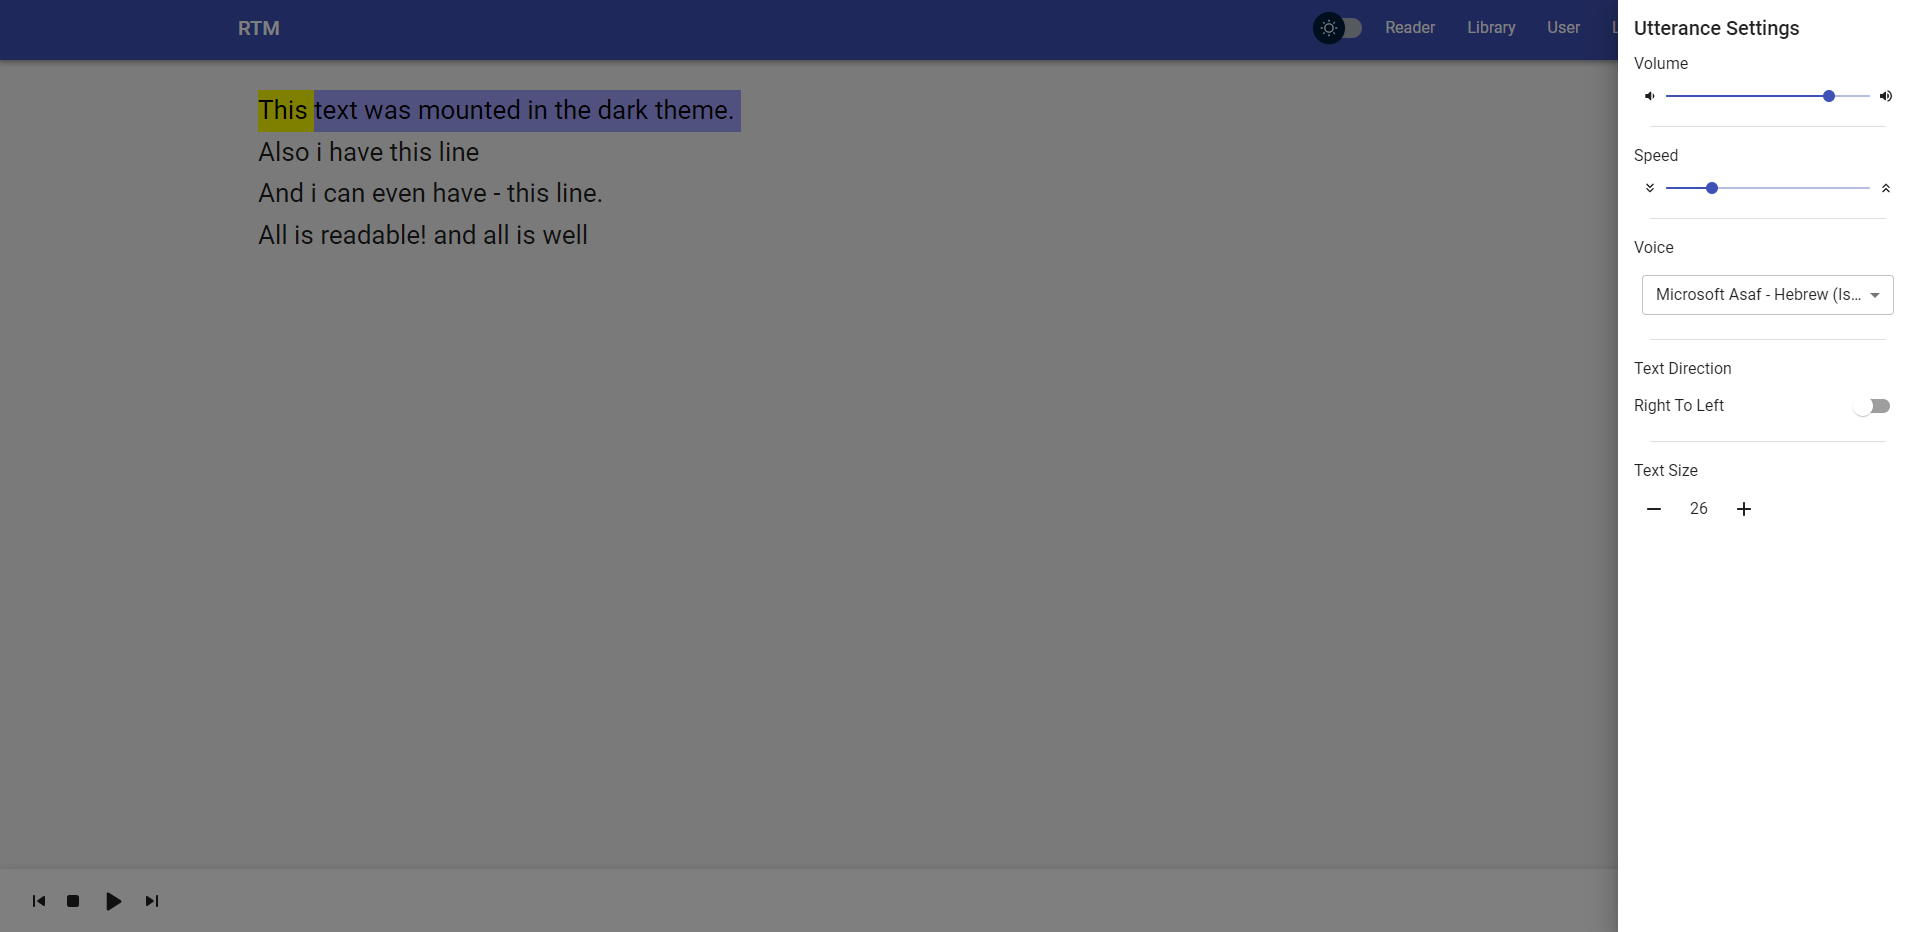 RTM
Reader
Library
User
This text was mounted in the dark theme.
Also i have this line
And i can even have - this line.
All is readable! and all is well
Utterance Settings
Volume
Speed
Voice
Microsoft Asaf - Hebrew (Is...
Text Direction
Right To Left
Text Size
26